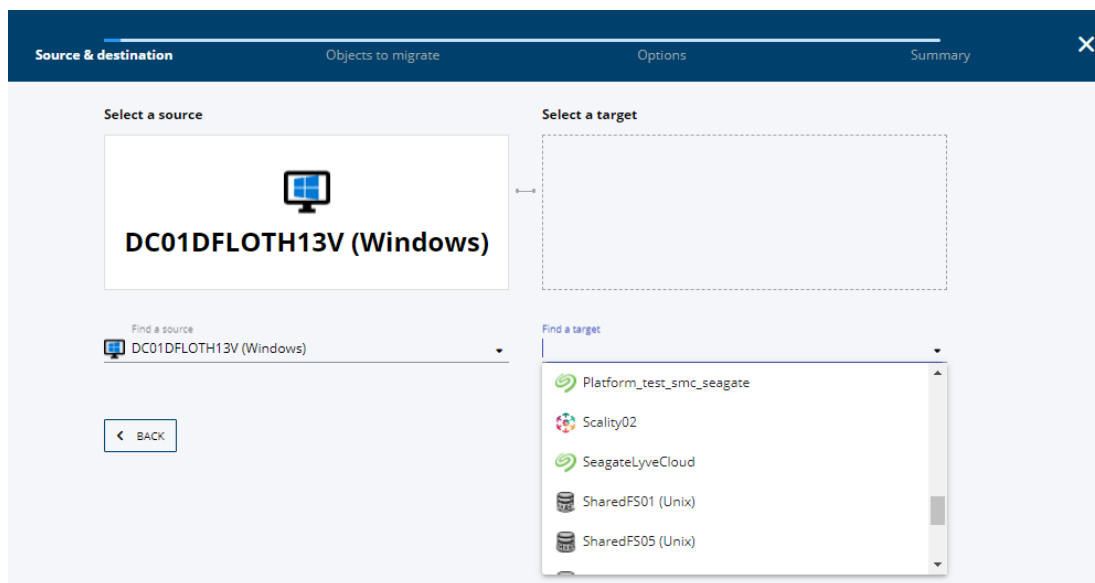 Source & destination
Objects to migrate
Options
Summary
Select a source
Select a target
DC01DFLOTH13V (Windows)
Find a source
DC01DFLOTH13V (Windows)
Find a target
Platform_test_smc_seagate
Scality02
SeagateLyveCloud
SharedFS01 (Unix)
SharedFS05 (Unix)
BACK